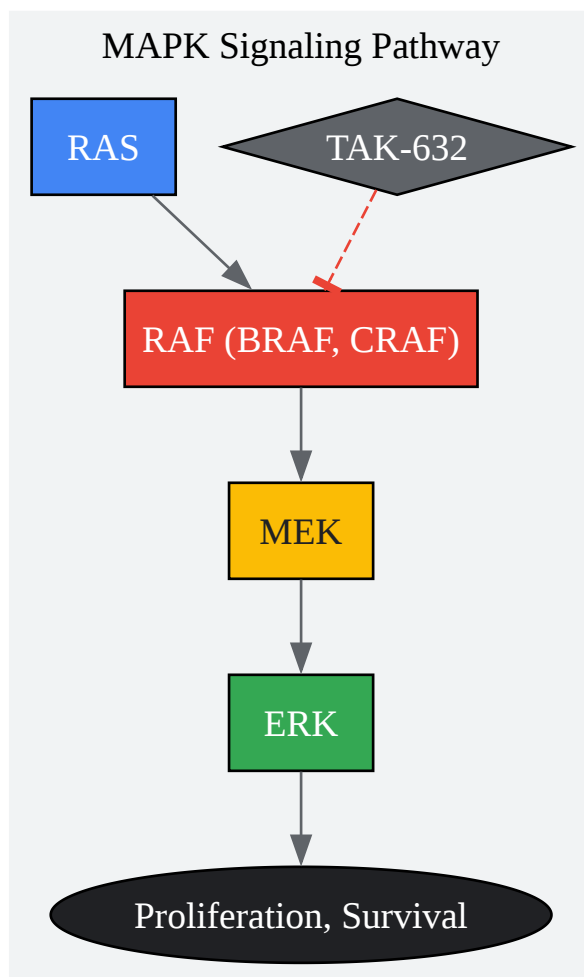 MAPK Signaling Pathway
RAS
TAK-632
RAF (BRAF, CRAF)
MEK
ERK
Proliferation, Survival